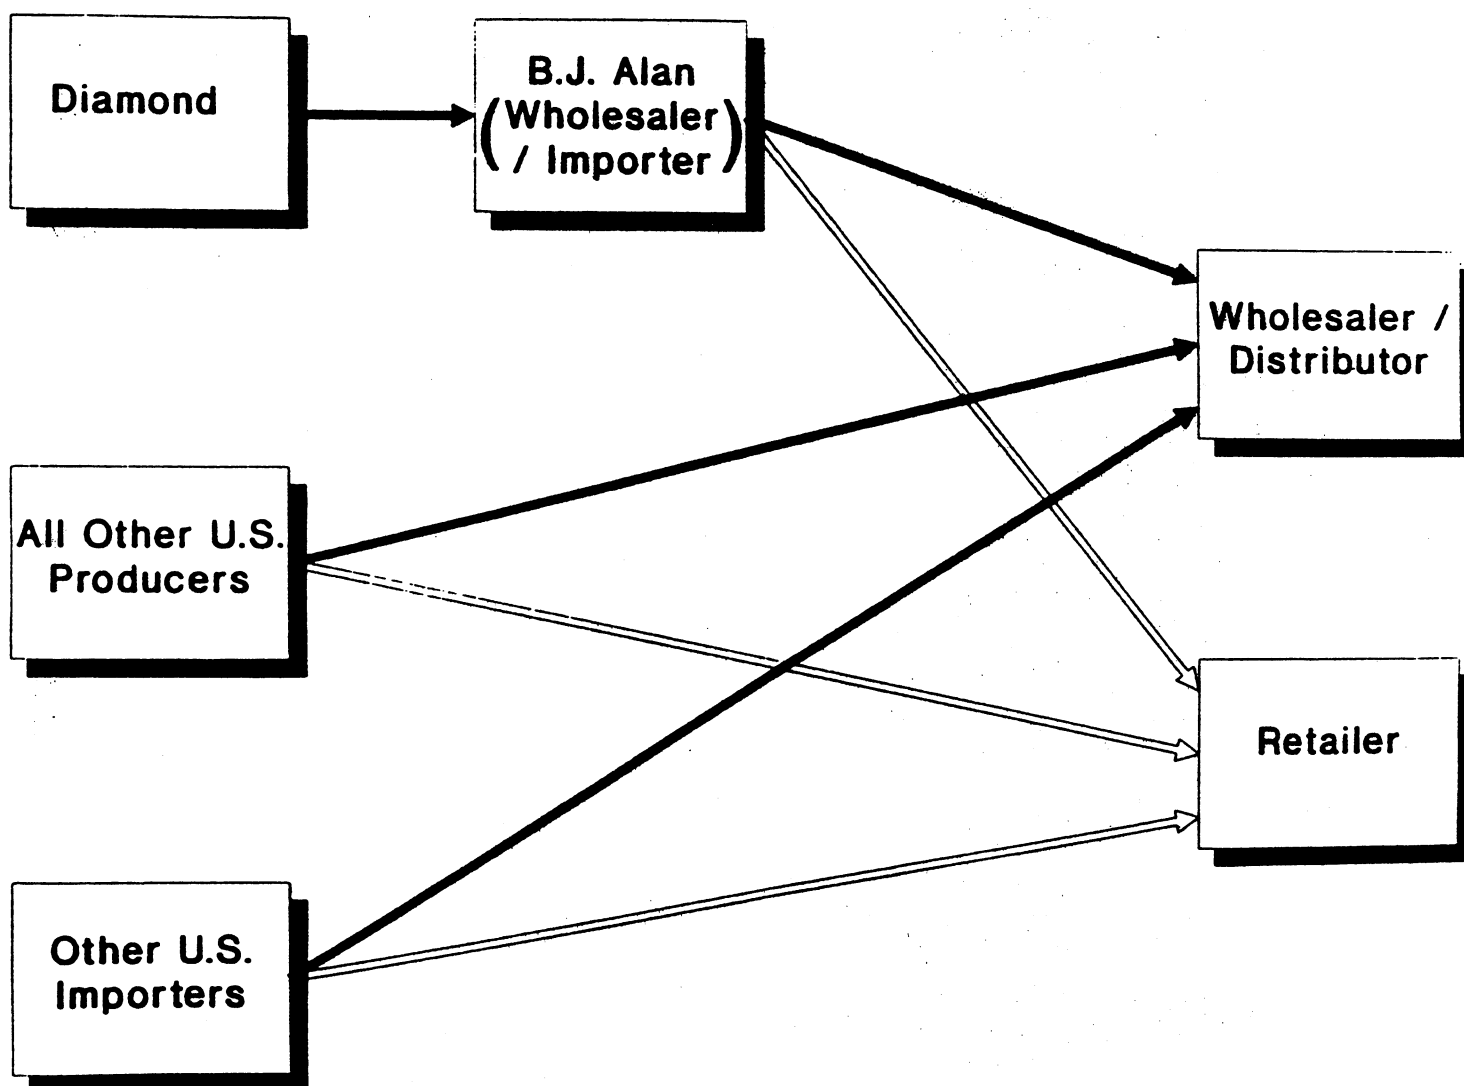 Diamond
B.J. Alan
(Wholesaler
/ Importer)
Wholesaler /
Distributor
All Other U.S.
Producers
Retailer
Other U.S.
Importers